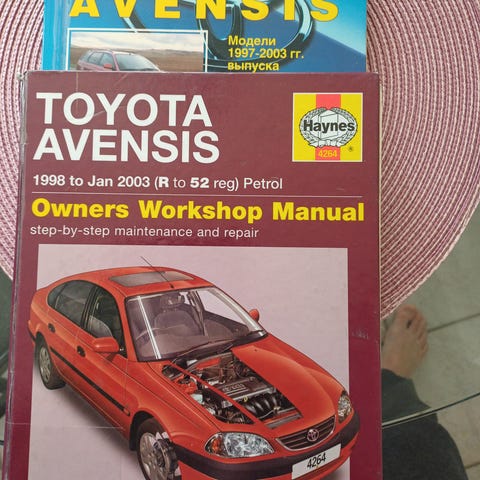 AVENSIS
Модели
1997-2003 гг.
выпуска
TOYOTA
AVENSIS
Haynes
4264
1998 to Jan 2003 (R to 52 reg) Petrol
Owners Workshop Manual
step-by-step maintenance and repair
4264